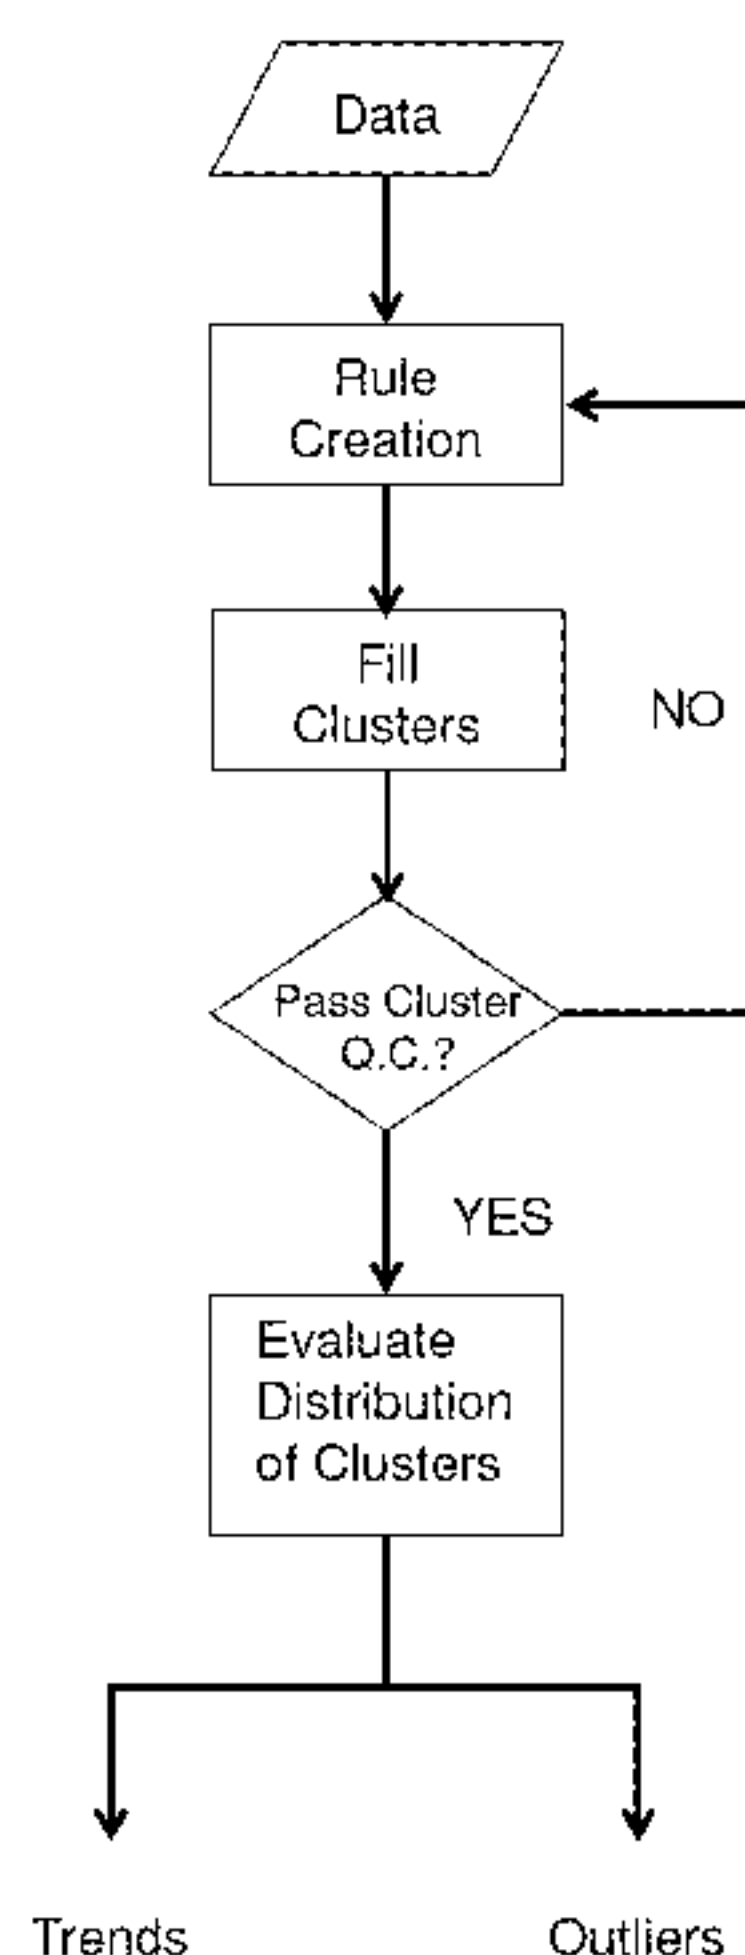 Data
Rule
Creation
Fill
Clusters
NO
Pass Cluster
Q.C.?
YES
Evaluate
Distribution
of Clusters
Trends
Outliers